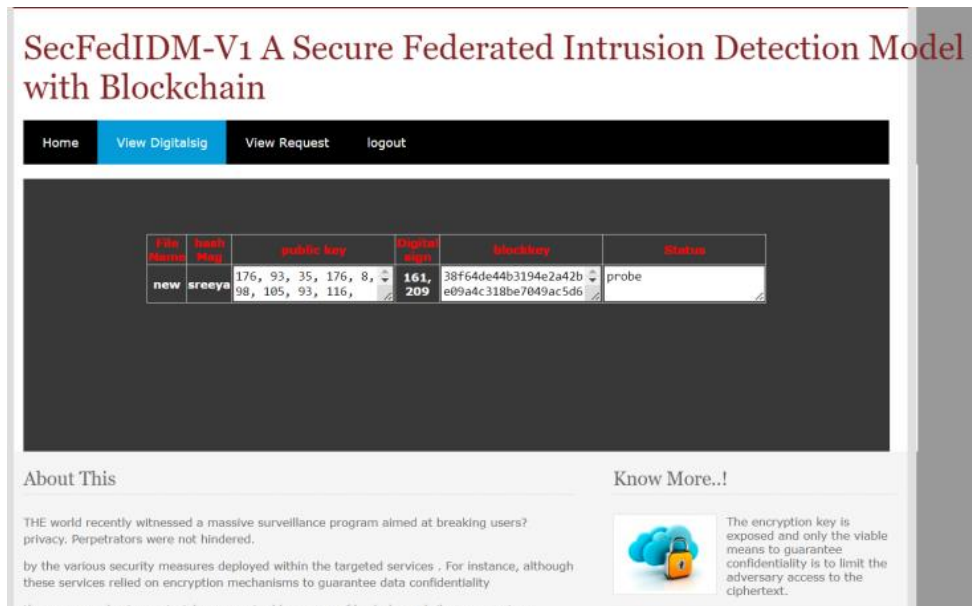 SecFedIDM-V1 A Secure Federated Intrusion Detection Model
with Blockchain
Home View Digitalsig View Request logout
File Name hash Msg public key Digital sign blockkey Status
new sreeya 176, 93, 35, 176, 8, 98, 105, 93, 116, 161, 209 38f64de44b3194e2a42b e09a4c318be7049ac5d6 probe
About This
THE world recently witnessed a massive surveillance program aimed at breaking users?
privacy. Perpetrators were not hindered.
by the various security measures deployed within the targeted services . For instance, although
these services relied on encryption mechanisms to guarantee data confidentiality
Know More..!
The encryption key is
exposed and only the viable
means to guarantee
confidentiality is to limit the
adversary access to the
ciphertext.